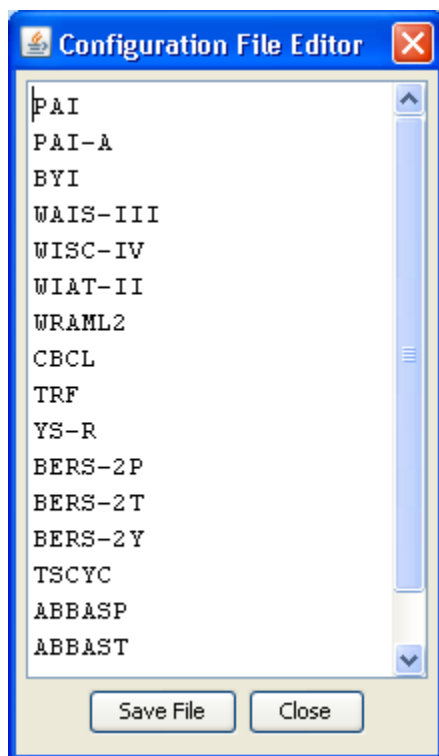 Configuration File Editor
PAI
PAI-A
BYI
WAIS-III
WISC-IV
WIAT-II
WRAML2
CBCL
TRF
YS-R
BERS-2P
BERS-2T
BERS-2Y
TSCYC
ABBASP
ABBAST
Save File Close